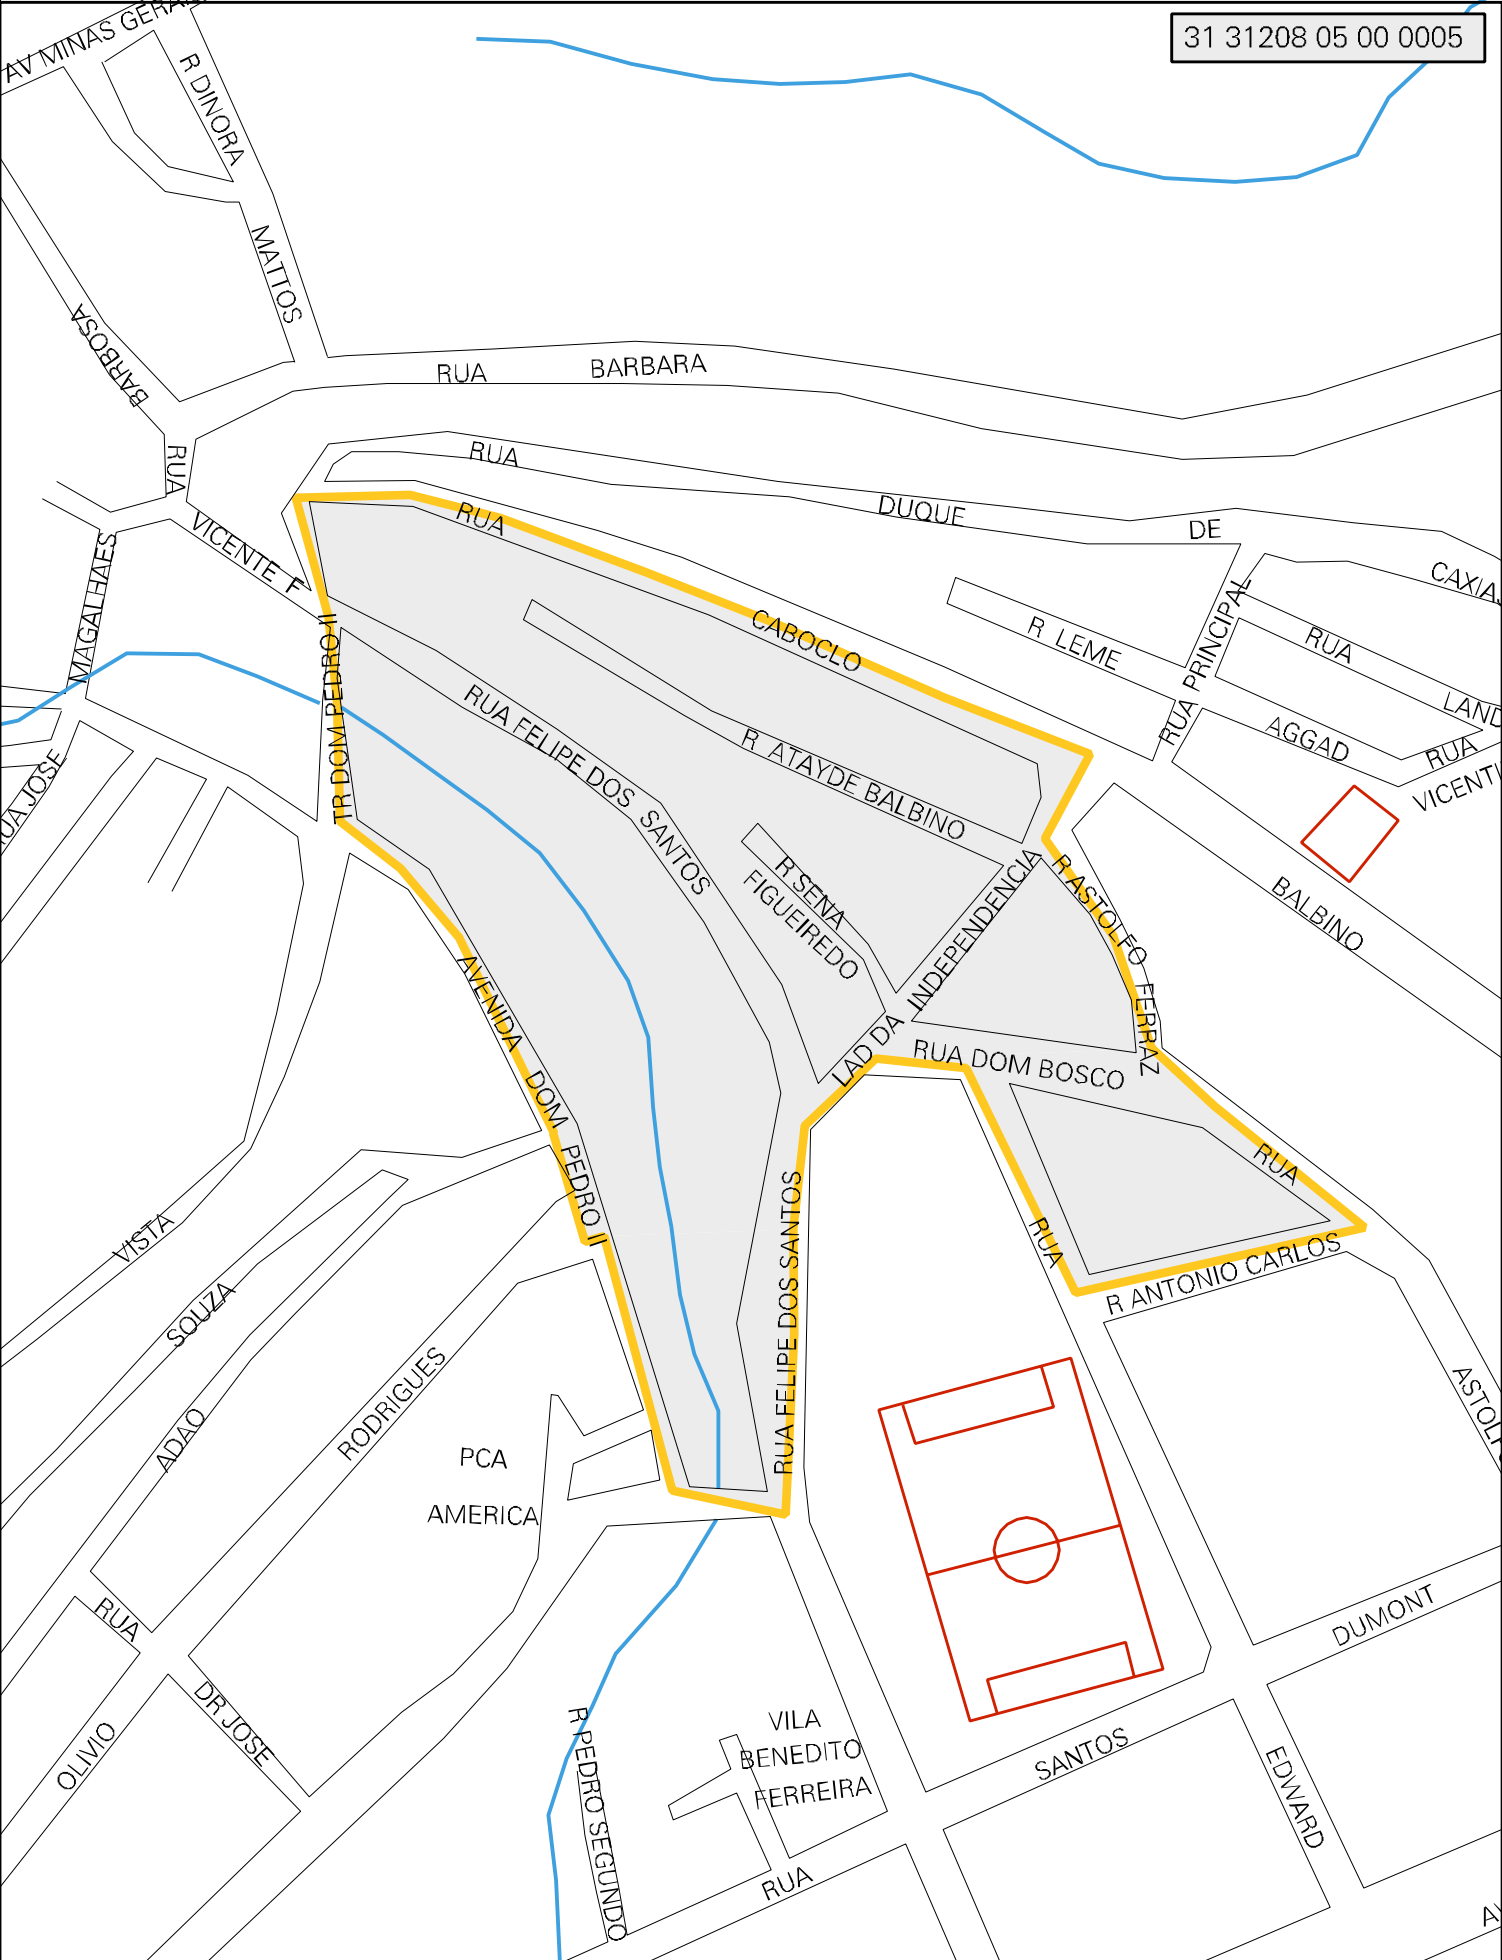 31 31208 05 00 0005
AV MINAS GERAIS
R DINORA
MATTOS
BARBOSA
RUA
BARBARA
RUA
RUA
DUQUE
DE
CAXIAS
VICENTE F
MAGALHAES
RUA
CABOCLO
R LEME
RUA PRINCIPAL
RUA
LAND
AGGAD
RUA
VICENTI
TR DOM PEDRO II
RUA FELIPE DOS SANTOS
R ATAYDE BALBINO
RUA JOSE
R SENA
FIGUEIREDO
LAD DA INDEPENDENCIA
R ASTOLFO FERRAZ
BALBINO
AVENIDA DOM PEDRO II
RUA DOM BOSCO
RUA
RUA
R ANTONIO CARLOS
RUA FELIPE DOS SANTOS
VISTA
SOUZA
ADAO
RODRIGUES
PCA
AMERICA
ASTOLFO
RUA
DR JOSE
OLIVIO
DUMONT
SANTOS
EDWARD
R PEDRO SEGUNDO
VILA
BENEDITO
FERREIRA
RUA
AV